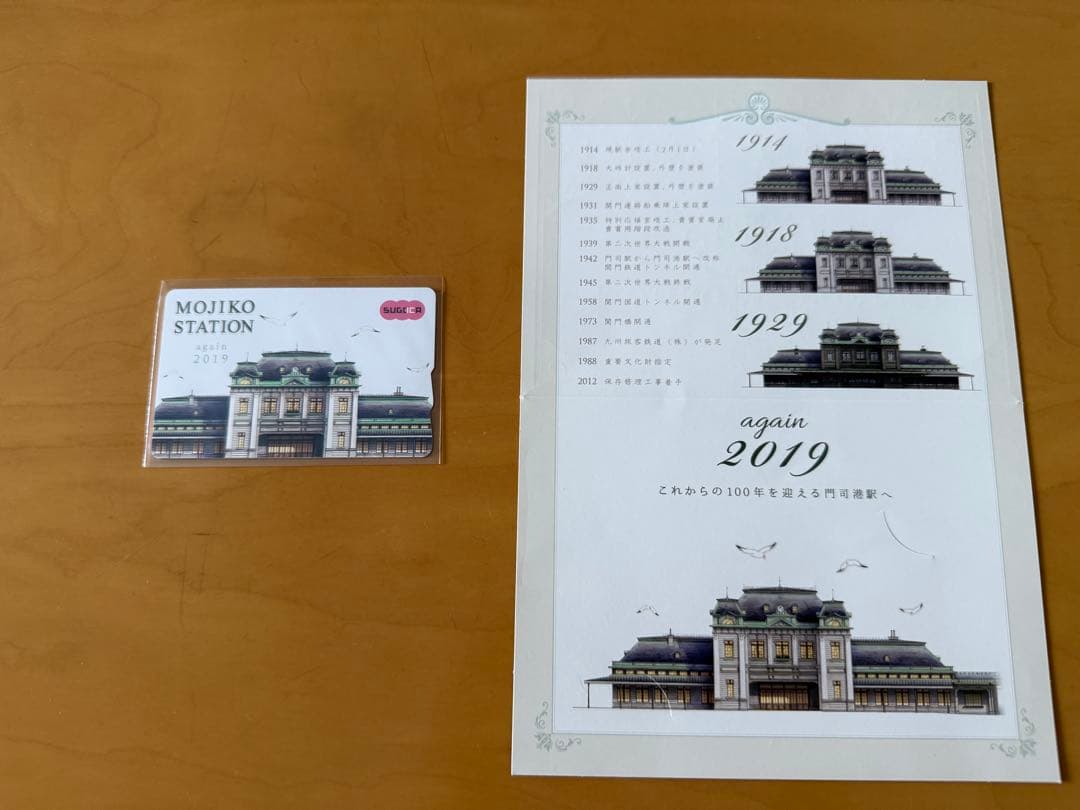 MOJIKO
STATION
again
2019
SUGOCA
1914 現駅舎竣工（2月1日）
1918 大時計設置、外壁を塗装
1929 正面上家設置、外壁を塗装
1931 関門連絡船乗降上家設置
1935 特別応接室竣工、貴賓室廃止
貴賓用階段改造
1939 第二次世界大戦開戦
1942 門司駅から門司港駅へ改称
関門鉄道トンネル開通
1945 第二次世界大戦終戦
1958 関門国道トンネル開通
1973 関門橋開通
1987 九州旅客鉄道（株）が発足
1988 重要文化財指定
2012 保存修理工事着手
1914
1918
1929
again
2019
これからの100年を迎える門司港駅へ